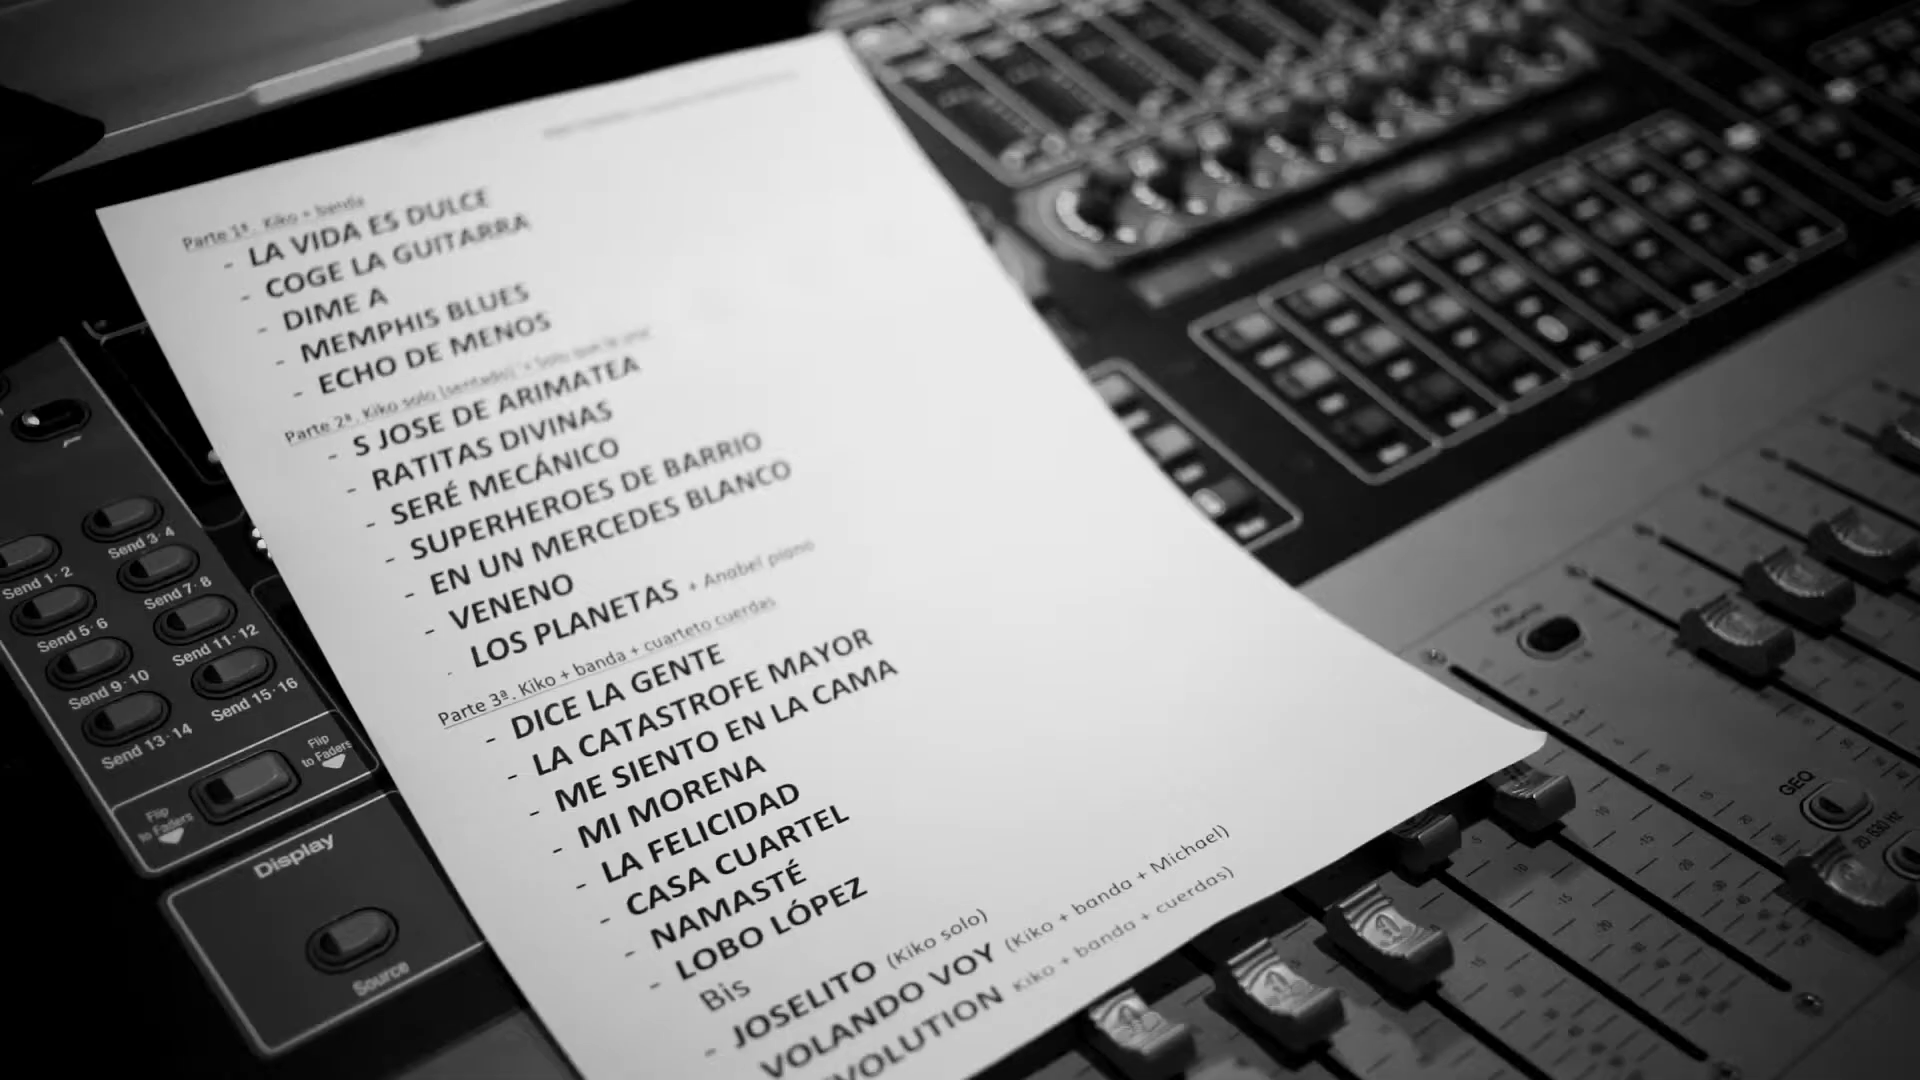 Parte 1ª. Kiko + banda
- LA VIDA ES DULCE
- COGE LA GUITARRA
- DIME A
- MEMPHIS BLUES
- ECHO DE MENOS
Parte 2ª. Kiko solo (sentado)
- S JOSE DE ARIMATEA
- RATITAS DIVINAS
- SERÉ MECÁNICO
- SUPERHEROES DE BARRIO
- EN UN MERCEDES BLANCO
- VENENO
- LOS PLANETAS + Anabel piano
Parte 3ª. Kiko + banda + cuarteto cuerdas
- DICE LA GENTE
- LA CATASTROFE MAYOR
- ME SIENTO EN LA CAMA
- MI MORENA
- LA FELICIDAD
- CASA CUARTEL
- NAMASTÉ
- LOBO LÓPEZ
Bis
- JOSELITO (Kiko solo)
VOLANDO VOY (Kiko + banda + Michael)
VOLUTION Kiko + banda + cuerdas)
Send 1·2
Send 3·4
Send 5·6
Send 7·8
Send 9·10
Send 11·12
Send 13·14
Send 15·16
Flip
to Faders
Flip
to Faders
Display
Source
GEQ
20 630 Hz